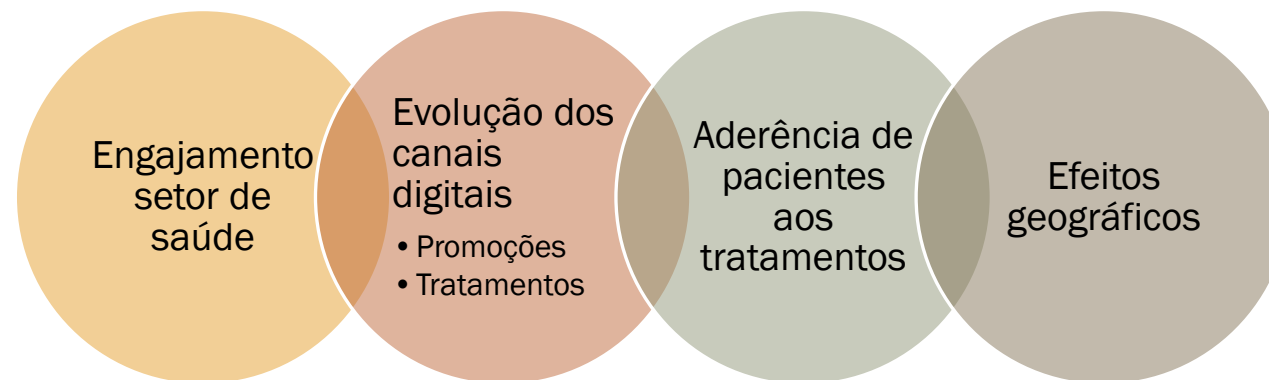 Engajamento
setor de
saúde
Evolução dos
canais
digitais
• Promoções
• Tratamentos
Aderência de
pacientes
aos
tratamentos
Efeitos
geográficos